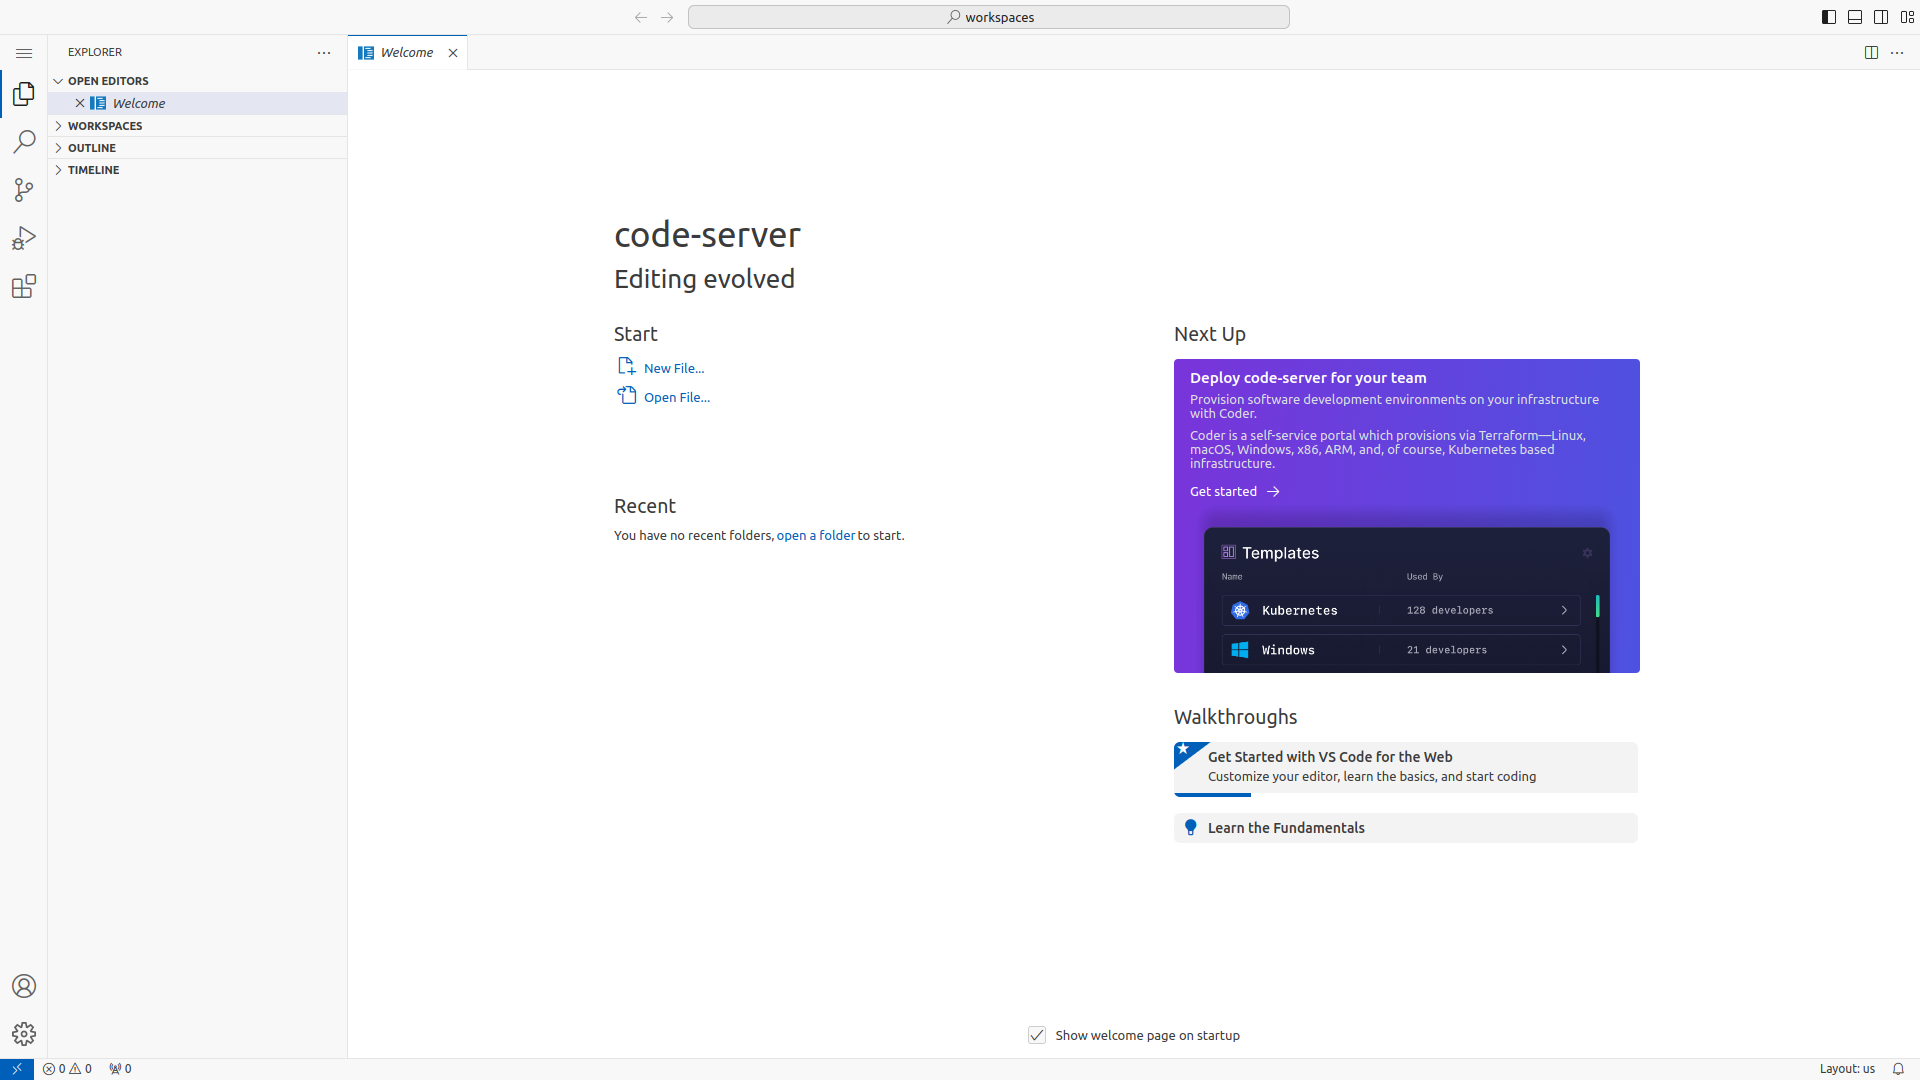 workspaces
EXPLORER
Welcome
OPEN EDITORS
Welcome
WORKSPACES
OUTLINE
TIMELINE
code-server
Editing evolved
Start
New File...
Open File...
Recent
You have no recent folders, open a folder to start.
Next Up
Deploy code-server for your team
Provision software development environments on your infrastructure
with Coder.
Coder is a self-service portal which provisions via Terraform—Linux,
macOS, Windows, x86, ARM, and, of course, Kubernetes based
infrastructure.
Get started
Templates
Name Used By
Kubernetes 128 developers
Windows 21 developers
Walkthroughs
Get Started with VS Code for the Web
Customize your editor, learn the basics, and start coding
Learn the Fundamentals
Show welcome page on startup
0 0 0
Layout: us